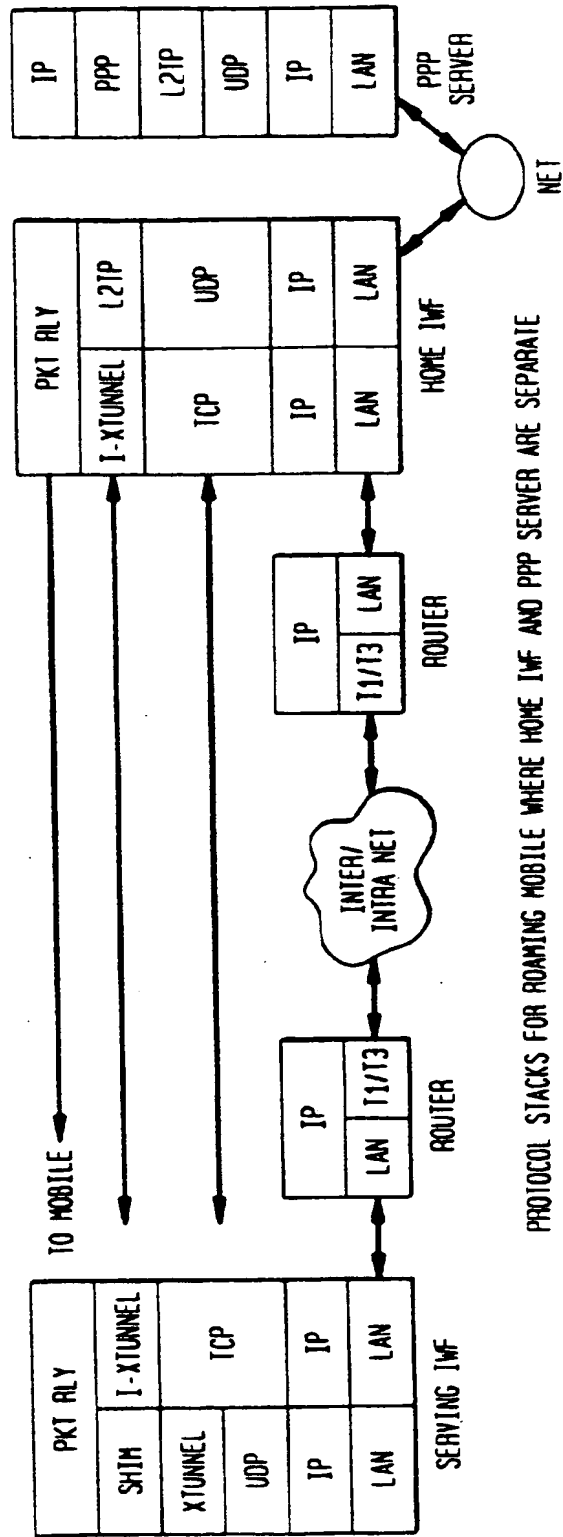 PKT RLY
SHIM I-XTUNNEL
XTUNNEL TCP
UDP
IP IP
LAN LAN
SERVING IWF
TO MOBILE
IP
LAN T1/T3
ROUTER
INTER/
INTRA NET
IP
T1/T3 LAN
ROUTER
PKT RLY
I-XTUNNEL L2TP
TCP UDP
IP IP
LAN LAN
HOME IWF
NET
IP
PPP
L2TP
UDP
IP
LAN
PPP
SERVER
PROTOCOL STACKS FOR ROAMING MOBILE WHERE HOME IWF AND PPP SERVER ARE SEPARATE